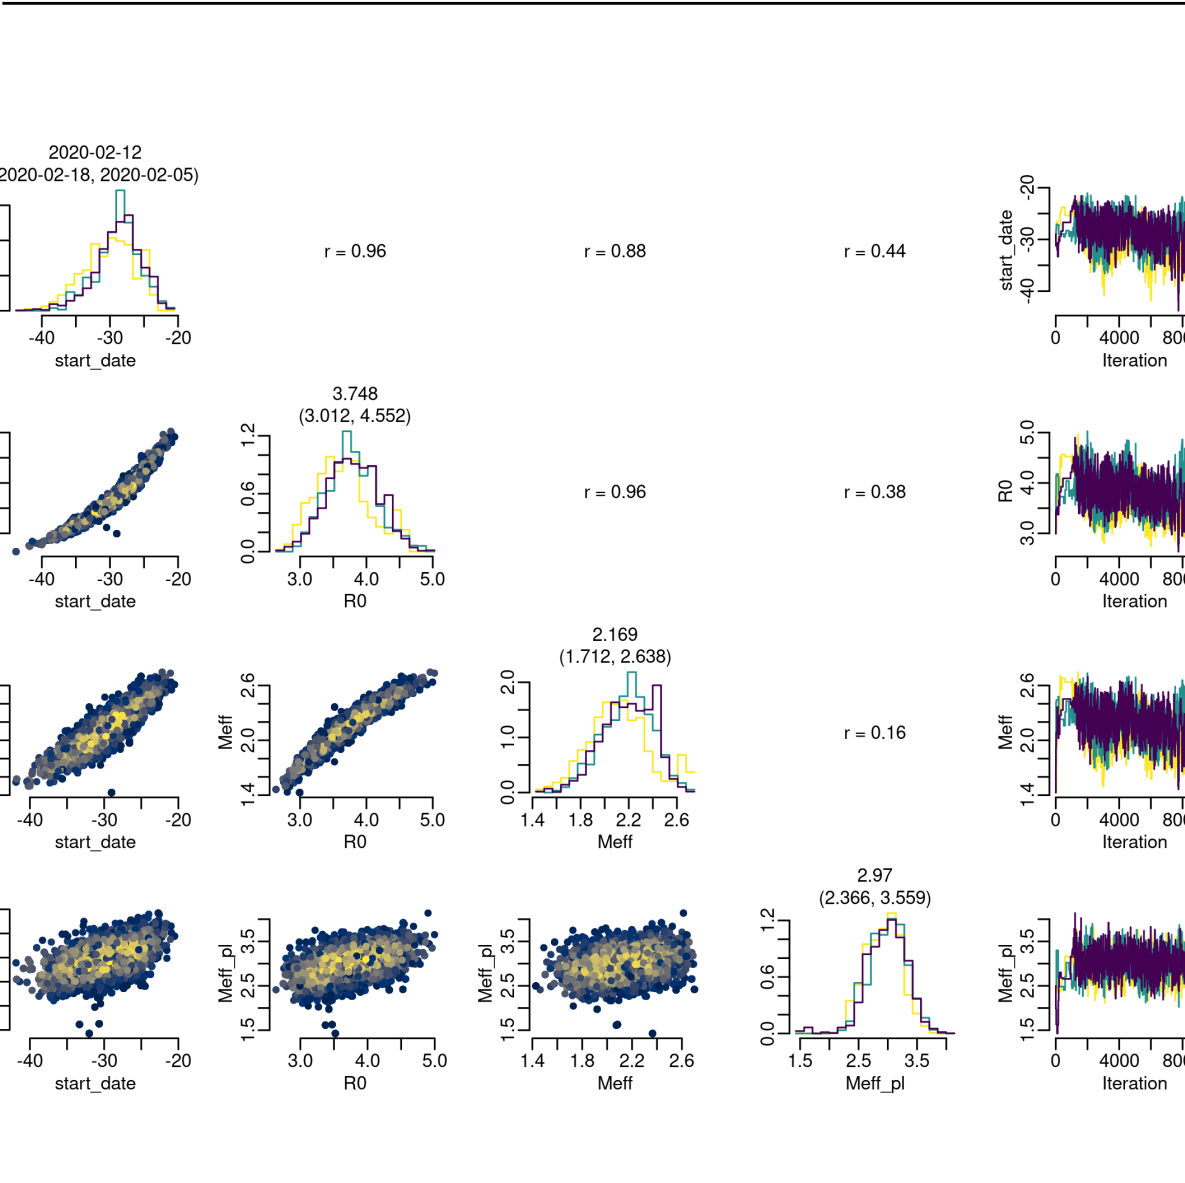 2020-02-12
2020-02-18, 2020-02-05)
r = 0.96
r = 0.88
r = 0.44
-40 -30 -20
start_date
start_date
-40 -30 -20
0 4000 80
Iteration
3.748
(3.012, 4.552)
r = 0.96
r = 0.38
-40 -30 -20
start_date
0.0 0.6 1.2
3.0 4.0 5.0
R0
R0
3.0 4.0 5.0
0 4000 80
Iteration
2.169
(1.712, 2.638)
r = 0.16
-40 -30 -20
start_date
Meff
1.4 2.0 2.6
3.0 4.0 5.0
R0
0.0 1.0 2.0
1.4 1.8 2.2 2.6
Meff
Meff
1.4 2.0 2.6
0 4000 80
Iteration
2.97
(2.366, 3.559)
-40 -30 -20
start_date
Meff_pl
1.5 2.5 3.5
3.0 4.0 5.0
R0
Meff_pl
1.5 2.5 3.5
1.4 1.8 2.2 2.6
Meff
0.0 0.6 1.2
1.5 2.5 3.5
Meff_pl
Meff_pl
1.5 2.5 3.5
0 4000 80
Iteration